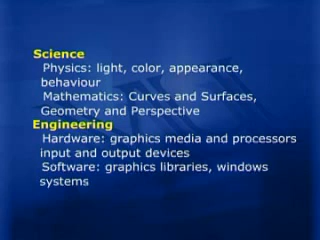 Science
Physics: light, color, appearance,
behaviour
Mathematics: Curves and Surfaces,
Geometry and Perspective
Engineering
Hardware: graphics media and processors
input and output devices
Software: graphics libraries, windows
systems